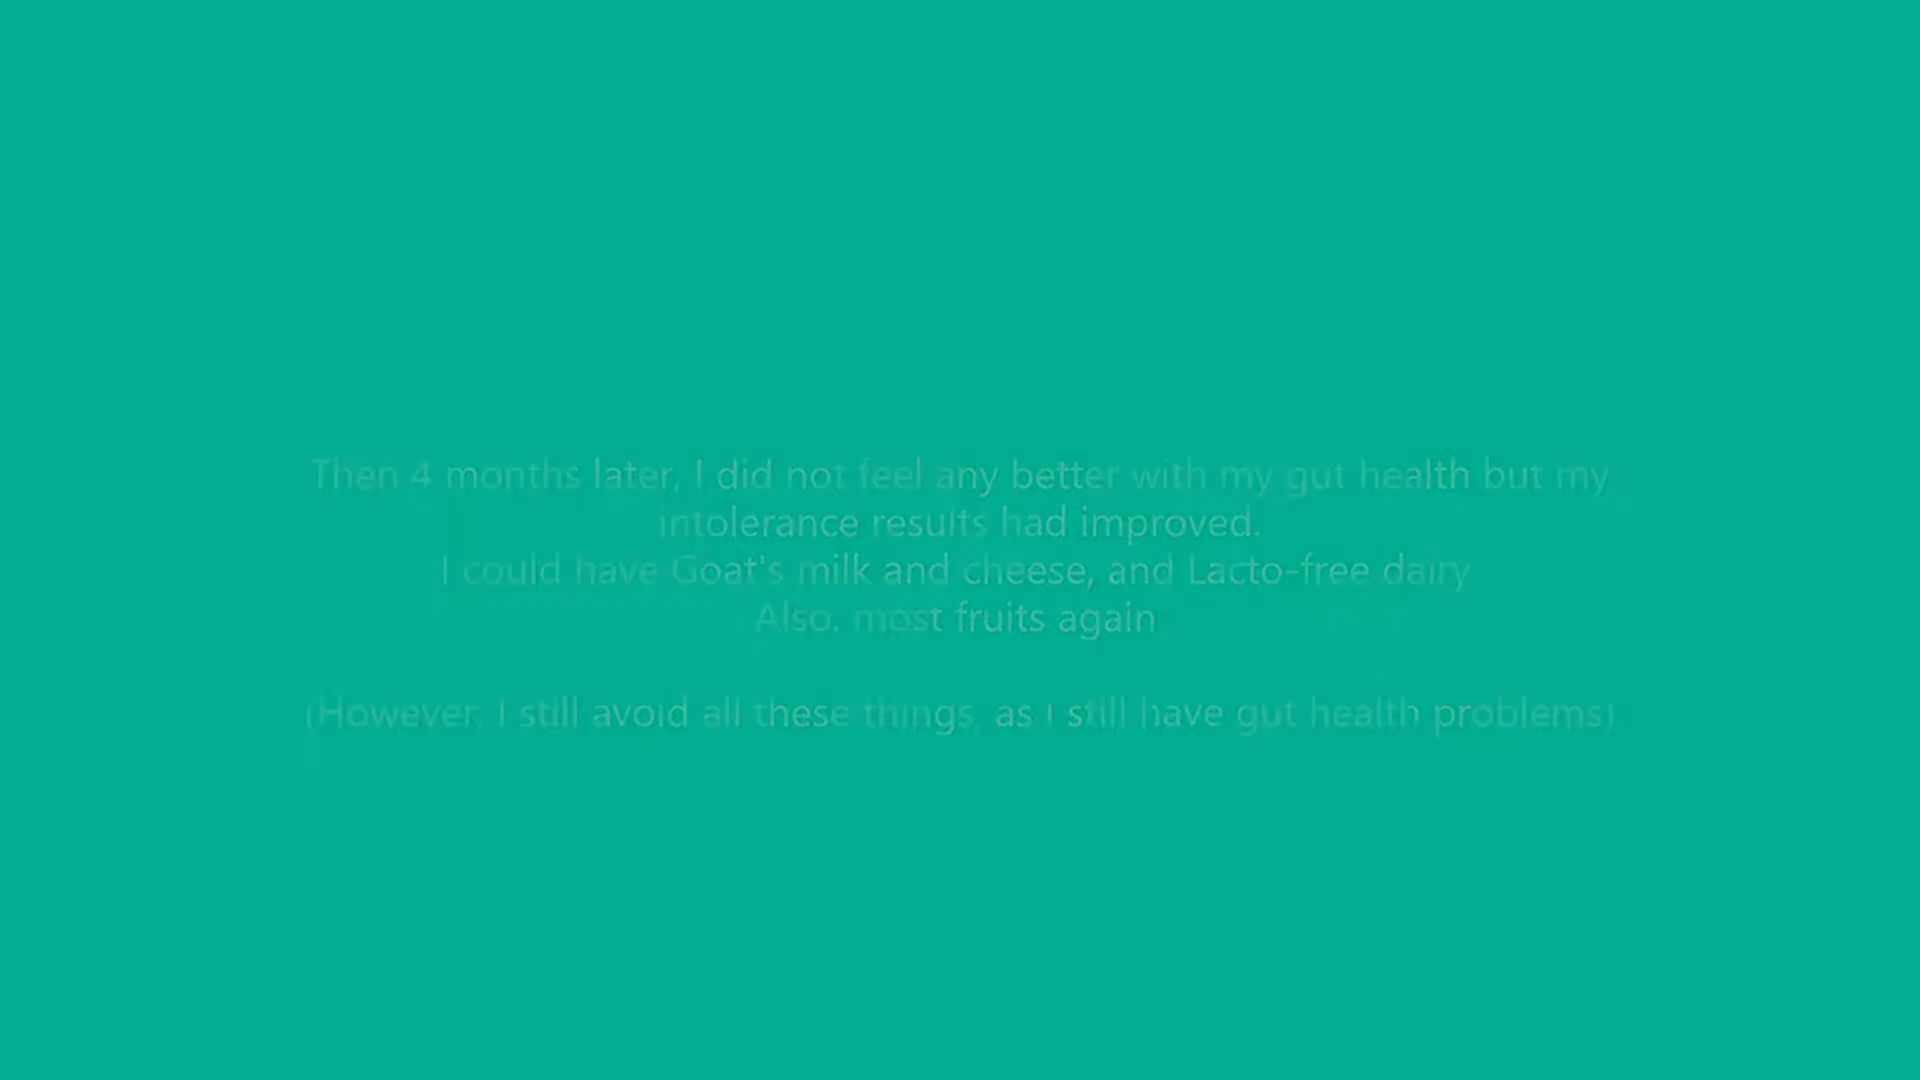 Then 4 months later, I did not feel any better with my gut health but my
intolerance results had improved.
I could have Goat's milk and cheese, and Lacto-free dairy
Also, most fruits again
(However, I still avoid all these things, as I still have gut health problems)